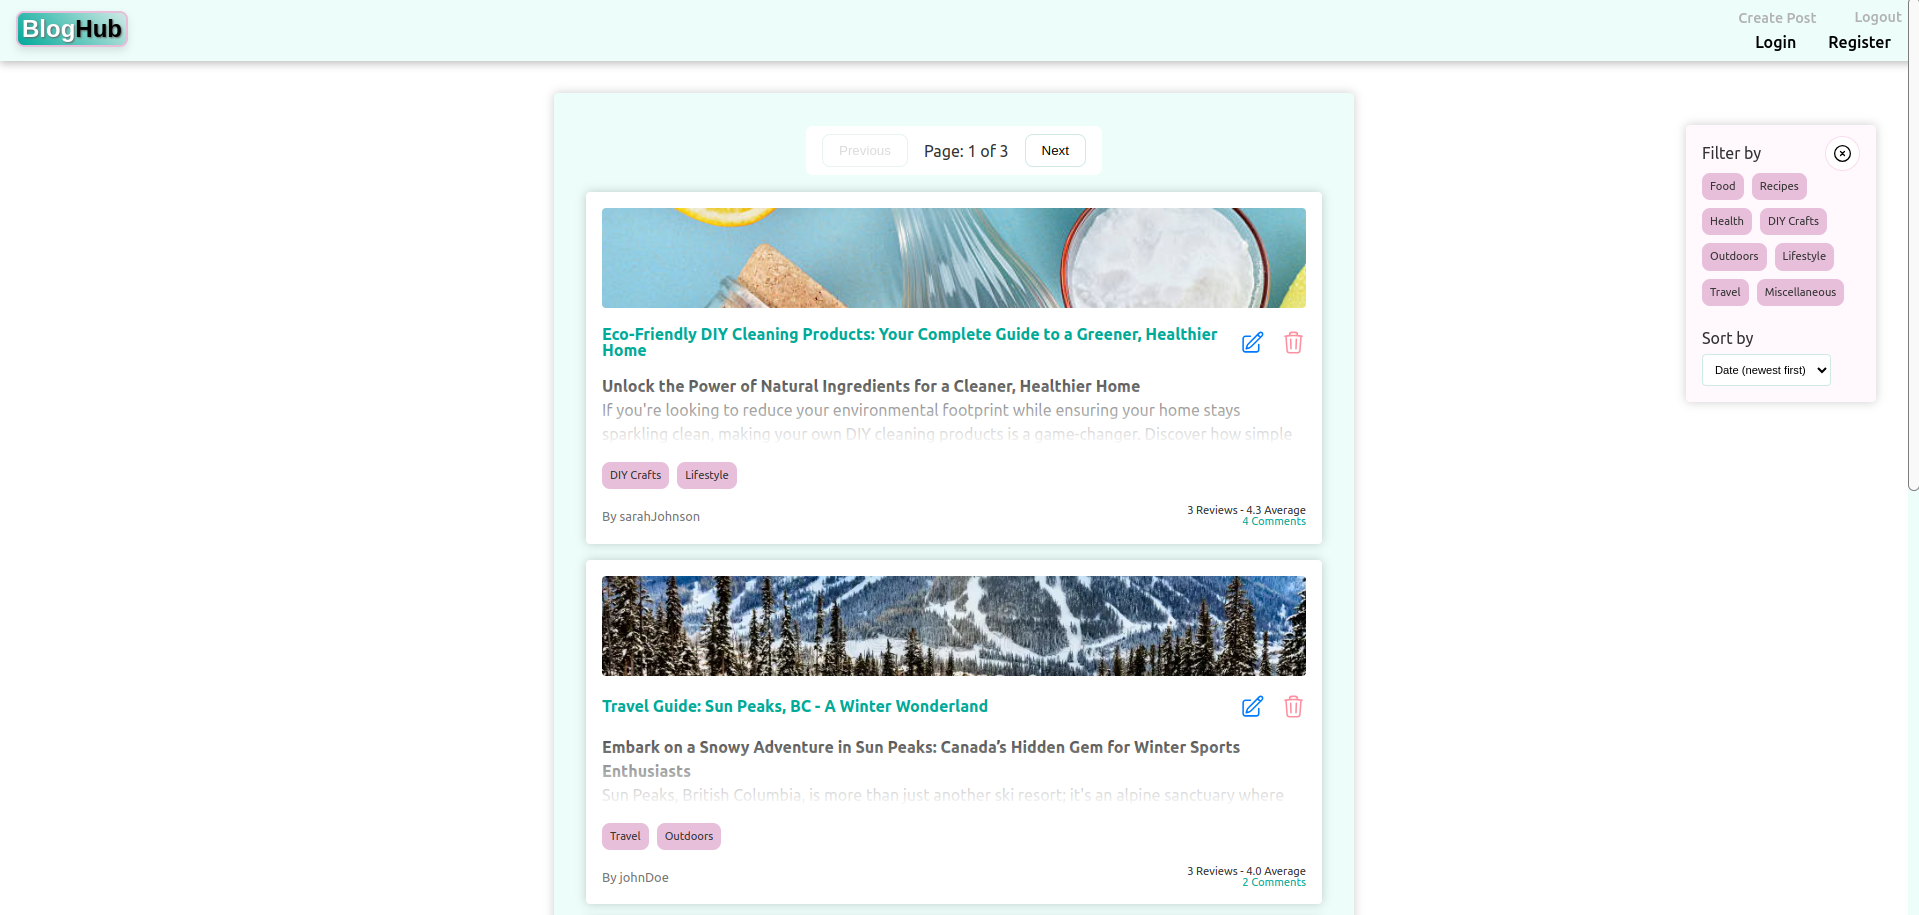 BlogHub
Create Post Logout
Login Register
Previous Page: 1 of 3 Next
Filter by
Food Recipes
Health DIY Crafts
Outdoors Lifestyle
Travel Miscellaneous
Sort by
Date (newest first)
Eco-Friendly DIY Cleaning Products: Your Complete Guide to a Greener, Healthier
Home
Unlock the Power of Natural Ingredients for a Cleaner, Healthier Home
If you're looking to reduce your environmental footprint while ensuring your home stays
sparkling clean, making your own DIY cleaning products is a game-changer. Discover how simple
DIY Crafts Lifestyle
By sarahJohnson
3 Reviews - 4.3 Average
4 Comments
Travel Guide: Sun Peaks, BC - A Winter Wonderland
Embark on a Snowy Adventure in Sun Peaks: Canada’s Hidden Gem for Winter Sports
Enthusiasts
Sun Peaks, British Columbia, is more than just another ski resort; it's an alpine sanctuary where
Travel Outdoors
By johnDoe
3 Reviews - 4.0 Average
2 Comments